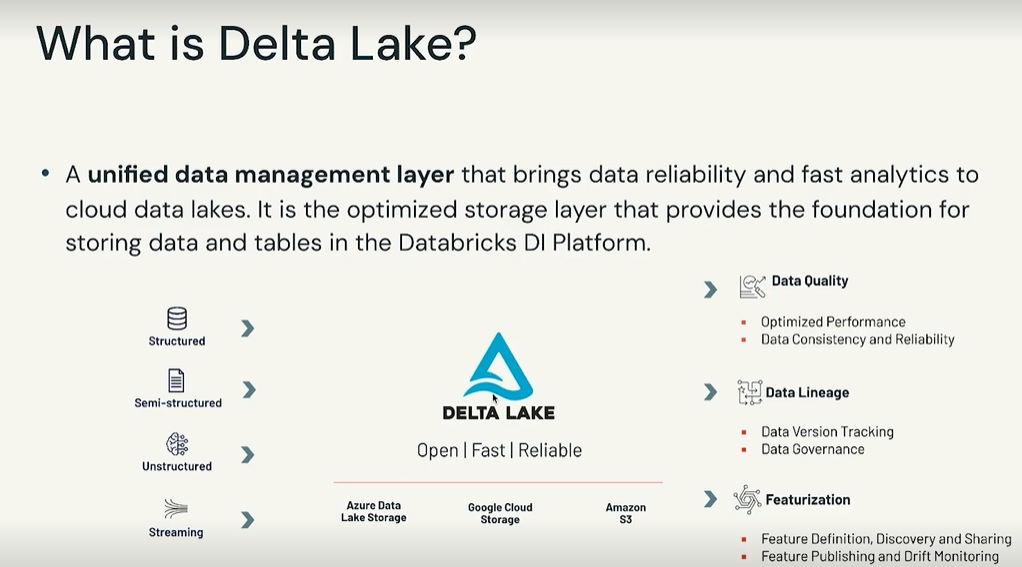 What is Delta Lake?
• A unified data management layer that brings data reliability and fast analytics to
cloud data lakes. It is the optimized storage layer that provides the foundation for
storing data and tables in the Databricks DI Platform.
Structured
Semi-structured
Unstructured
Streaming
DELTA LAKE
Open | Fast | Reliable
Azure Data
Lake Storage
Google Cloud
Storage
Amazon
S3
Data Quality
▪ Optimized Performance
▪ Data Consistency and Reliability
Data Lineage
▪ Data Version Tracking
▪ Data Governance
Featurization
▪ Feature Definition, Discovery and Sharing
▪ Feature Publishing and Drift Monitoring